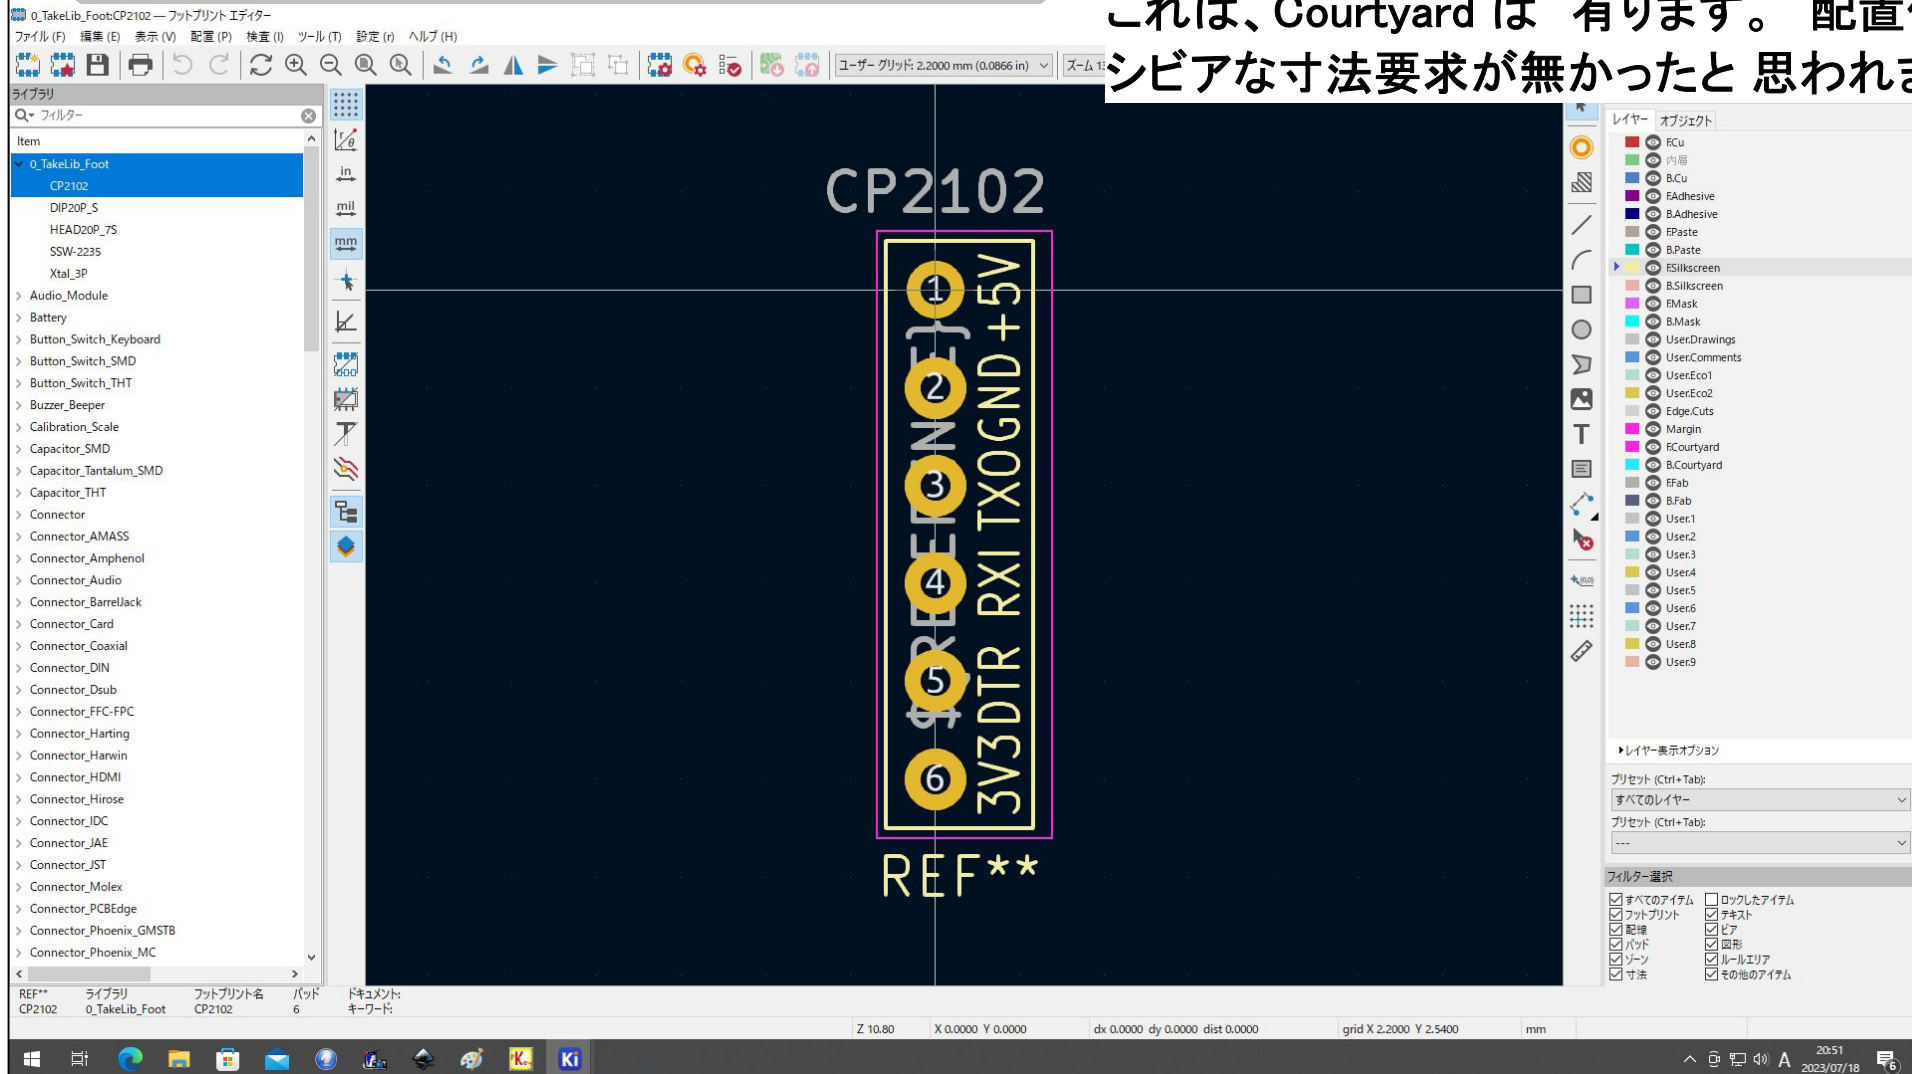 これは、Courtyard は 有ります。 配置
シビアな寸法要求が無かったと 思われ
0_TakeLib_Foot:CP2102 — フットプリント エディター
ファイル (F) 編集 (E) 表示 (V) 配置 (P) 検査 (I) ツール (T) 設定 (r) ヘルプ (H)
ユーザー グリッド: 2.2000 mm (0.0866 in) ズーム
ライブラリ
フィルター
Item
0_TakeLib_Foot
CP2102
DIP20P_S
HEAD20P_7S
SSW-2235
Xtal_3P
Audio_Module
Battery
Button_Switch_Keyboard
Button_Switch_SMD
Button_Switch_THT
Buzzer_Beeper
Calibration_Scale
Capacitor_SMD
Capacitor_Tantalum_SMD
Capacitor_THT
Connector
Connector_AMASS
Connector_Amphenol
Connector_Audio
Connector_BarrelJack
Connector_Card
Connector_Coaxial
Connector_DIN
Connector_Dsub
Connector_FFC-FPC
Connector_Harting
Connector_Harwin
Connector_HDMI
Connector_Hirose
Connector_IDC
Connector_JAE
Connector_JST
Connector_Molex
Connector_PCBEdge
Connector_Phoenix_GMSTB
Connector_Phoenix_MC
in
mil
mm
CP2102
1
2
3
4
5
6
3V3 DTR RXI TXO GND +5V
REF**
T
(0,0)
レイヤー オブジェクト
F.Cu
内層
B.Cu
F.Adhesive
B.Adhesive
F.Paste
B.Paste
F.Silkscreen
B.Silkscreen
F.Mask
B.Mask
User.Drawings
User.Comments
User.Eco1
User.Eco2
Edge.Cuts
Margin
F.Courtyard
B.Courtyard
F.Fab
B.Fab
User.1
User.2
User.3
User.4
User.5
User.6
User.7
User.8
User.9
レイヤー表示オプション
プリセット (Ctrl+Tab):
すべてのレイヤー
プリセット (Ctrl+Tab):
---
フィルター選択
すべてのアイテム ロックしたアイテム
フットプリント テキスト
配線 ビア
パッド 図形
ゾーン ルールエリア
寸法 その他のアイテム
REF** ライブラリ フットプリント名 パッド ドキュメント:
CP2102 0_TakeLib_Foot CP2102 6 キーワード:
Z 10.80 X 0.0000 Y 0.0000 dx 0.0000 dy 0.0000 dist 0.0000 grid X 2.2000 Y 2.5400 mm
Ki
A
20:51
2023/07/18
6